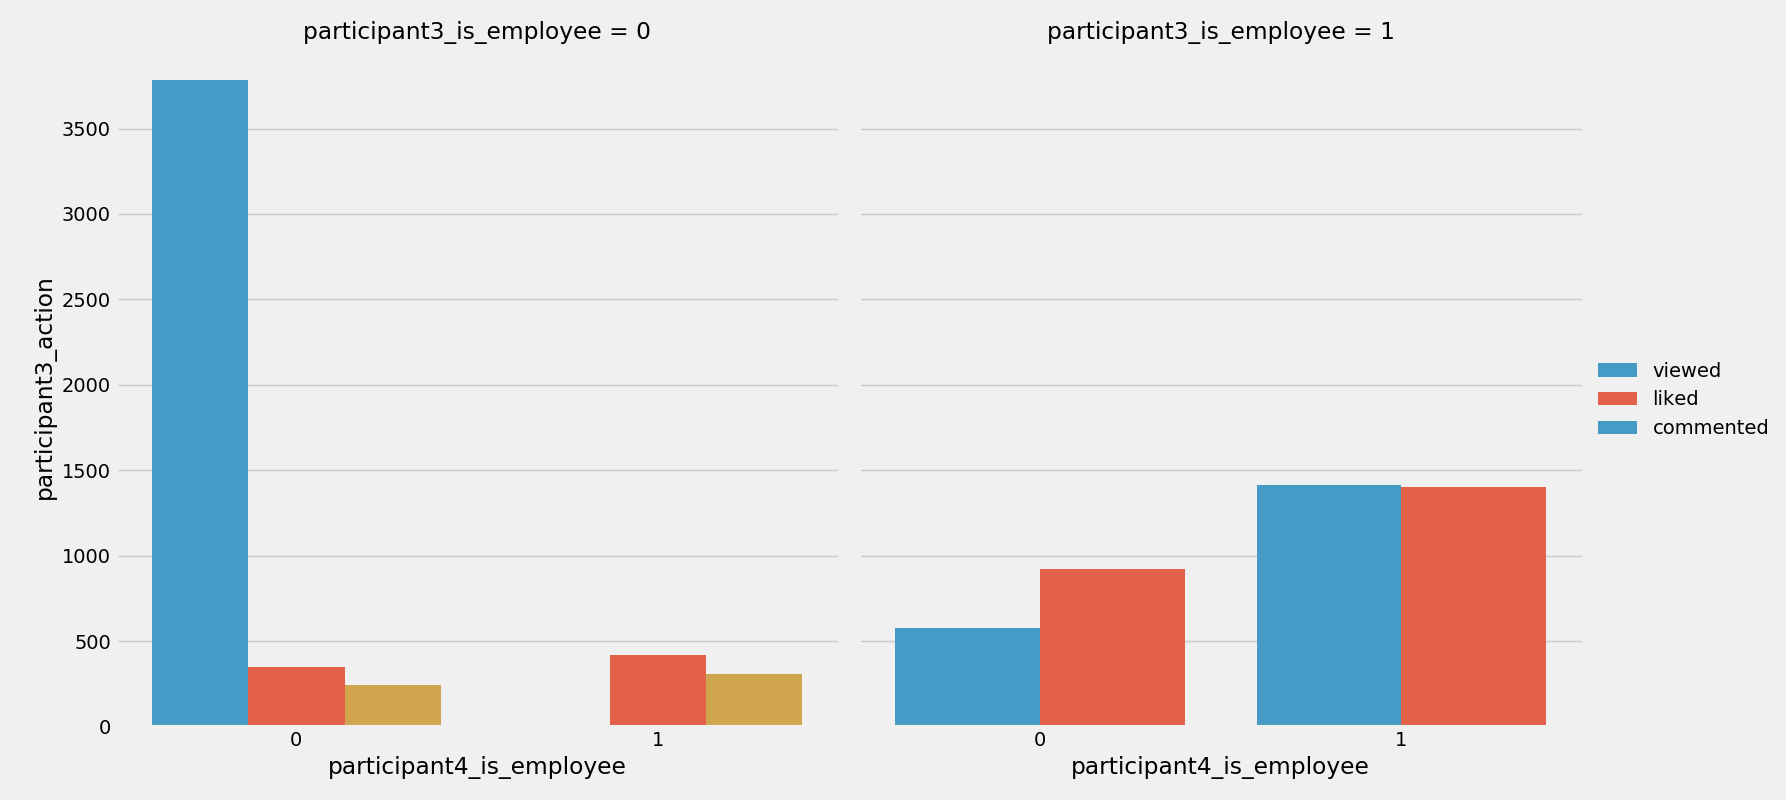 participant3_is_employee = 0
participant3_is_employee = 1
participant3_action
3500
3000
2500
2000
1500
1000
500
0
0 1
participant4_is_employee
0 1
participant4_is_employee
viewed
liked
commented